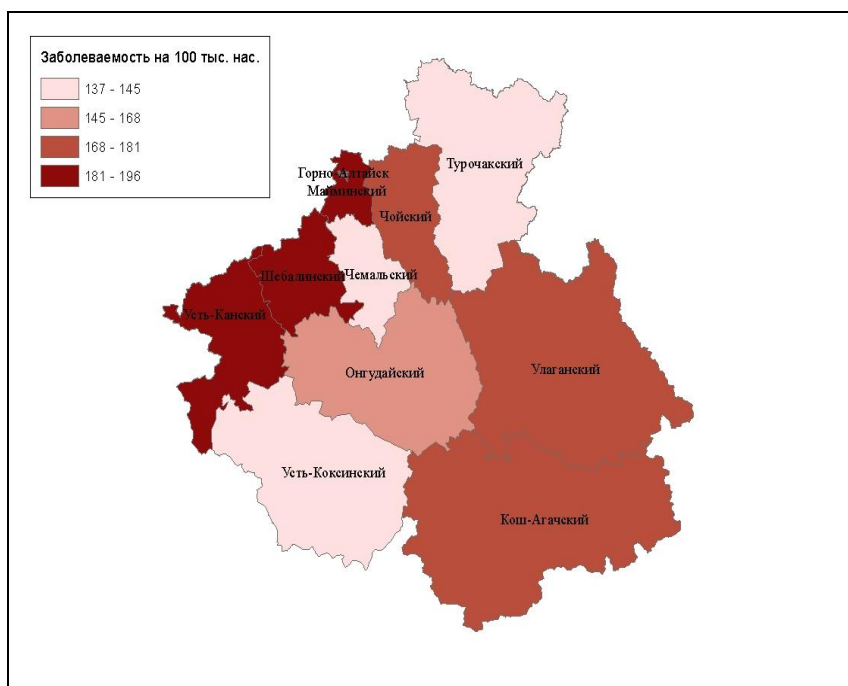 Заболеваемость на 100 тыс. нас.
137 - 145
145 - 168
168 - 181
181 - 196
Турочакский
Горно-Алтайск
Майминский
Чойский
Шебалинский
Чемальский
Усть-Канский
Онгудайский
Улаганский
Усть-Коксинский
Кош-Агачский